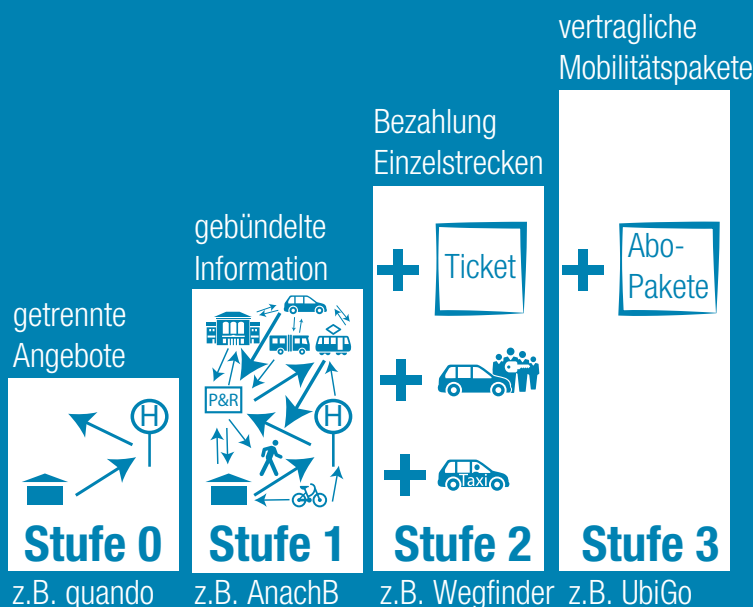 getrennte
Angebote
H
Stufe 0
z.B. quando
gebündelte
Information
P&R
H
Stufe 1
z.B. AnachB
Bezahlung
Einzelstrecken
Ticket
Taxi
Stufe 2
z.B. Wegfinder
vertragliche
Mobilitätspakete
Abo-
Pakete
Stufe 3
z.B. UbiGo